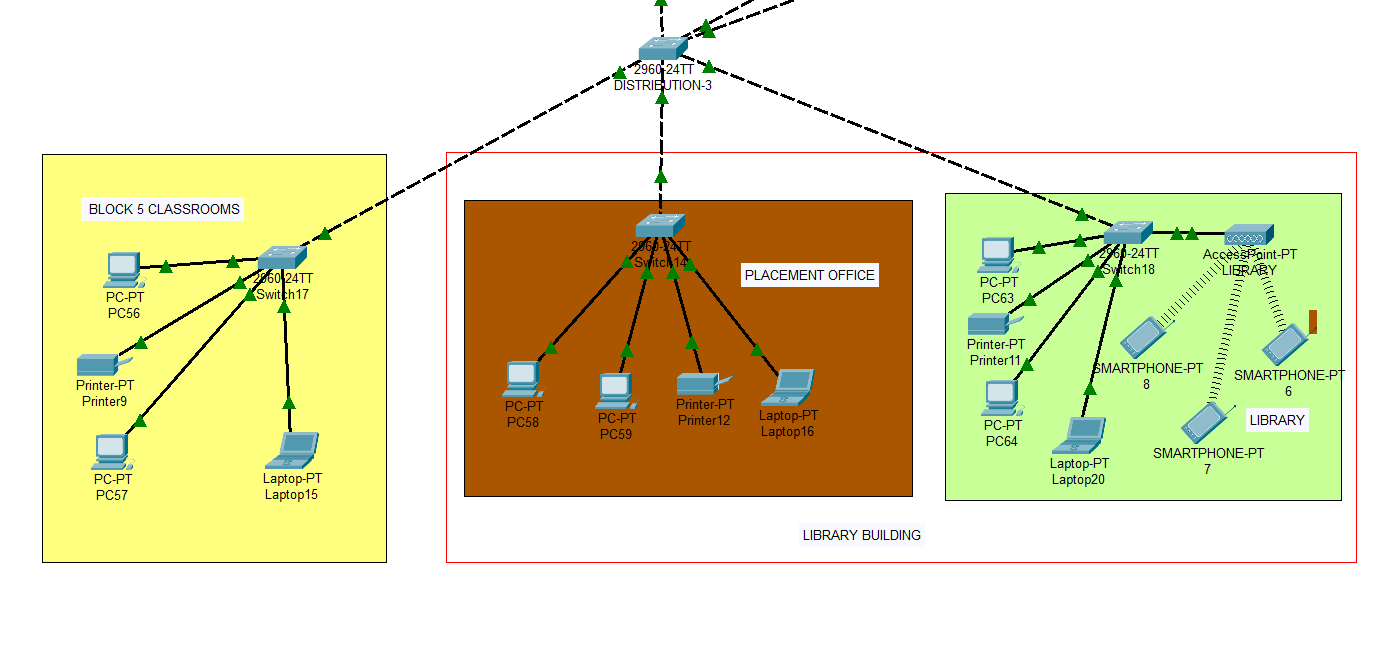 2960-24TT
DISTRIBUTION-3
BLOCK 5 CLASSROOMS
2960-24TT
Switch17
PC-PT
PC56
Printer-PT
Printer9
PC-PT
PC57
Laptop-PT
Laptop15
2960-24TT
Switch14
PLACEMENT OFFICE
PC-PT
PC58
PC-PT
PC59
Printer-PT
Printer12
Laptop-PT
Laptop16
2960-24TT
Switch18
AccessPoint-PT
LIBRARY
PC-PT
PC63
Printer-PT
Printer11
PC-PT
PC64
Laptop-PT
Laptop20
SMARTPHONE-PT
8
SMARTPHONE-PT
6
SMARTPHONE-PT
7
LIBRARY
LIBRARY BUILDING